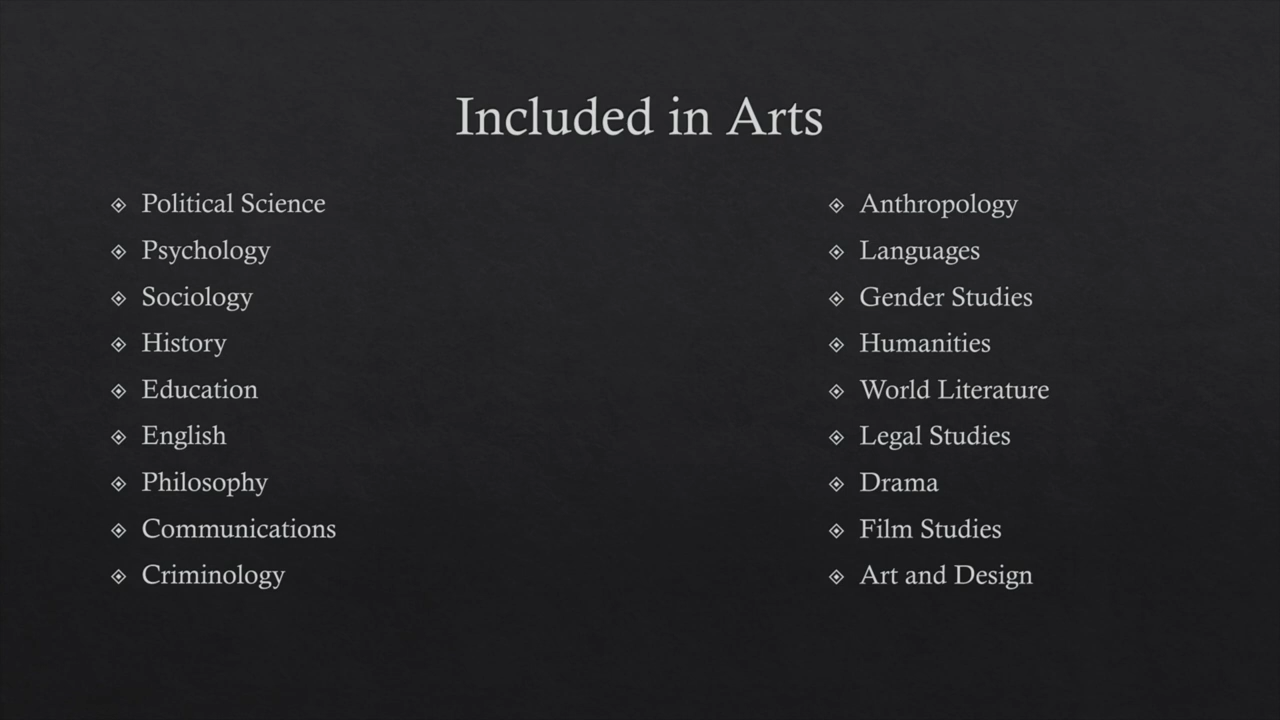 Included in Arts
Political Science
Psychology
Sociology
History
Education
English
Philosophy
Communications
Criminology
Anthropology
Languages
Gender Studies
Humanities
World Literature
Legal Studies
Drama
Film Studies
Art and Design